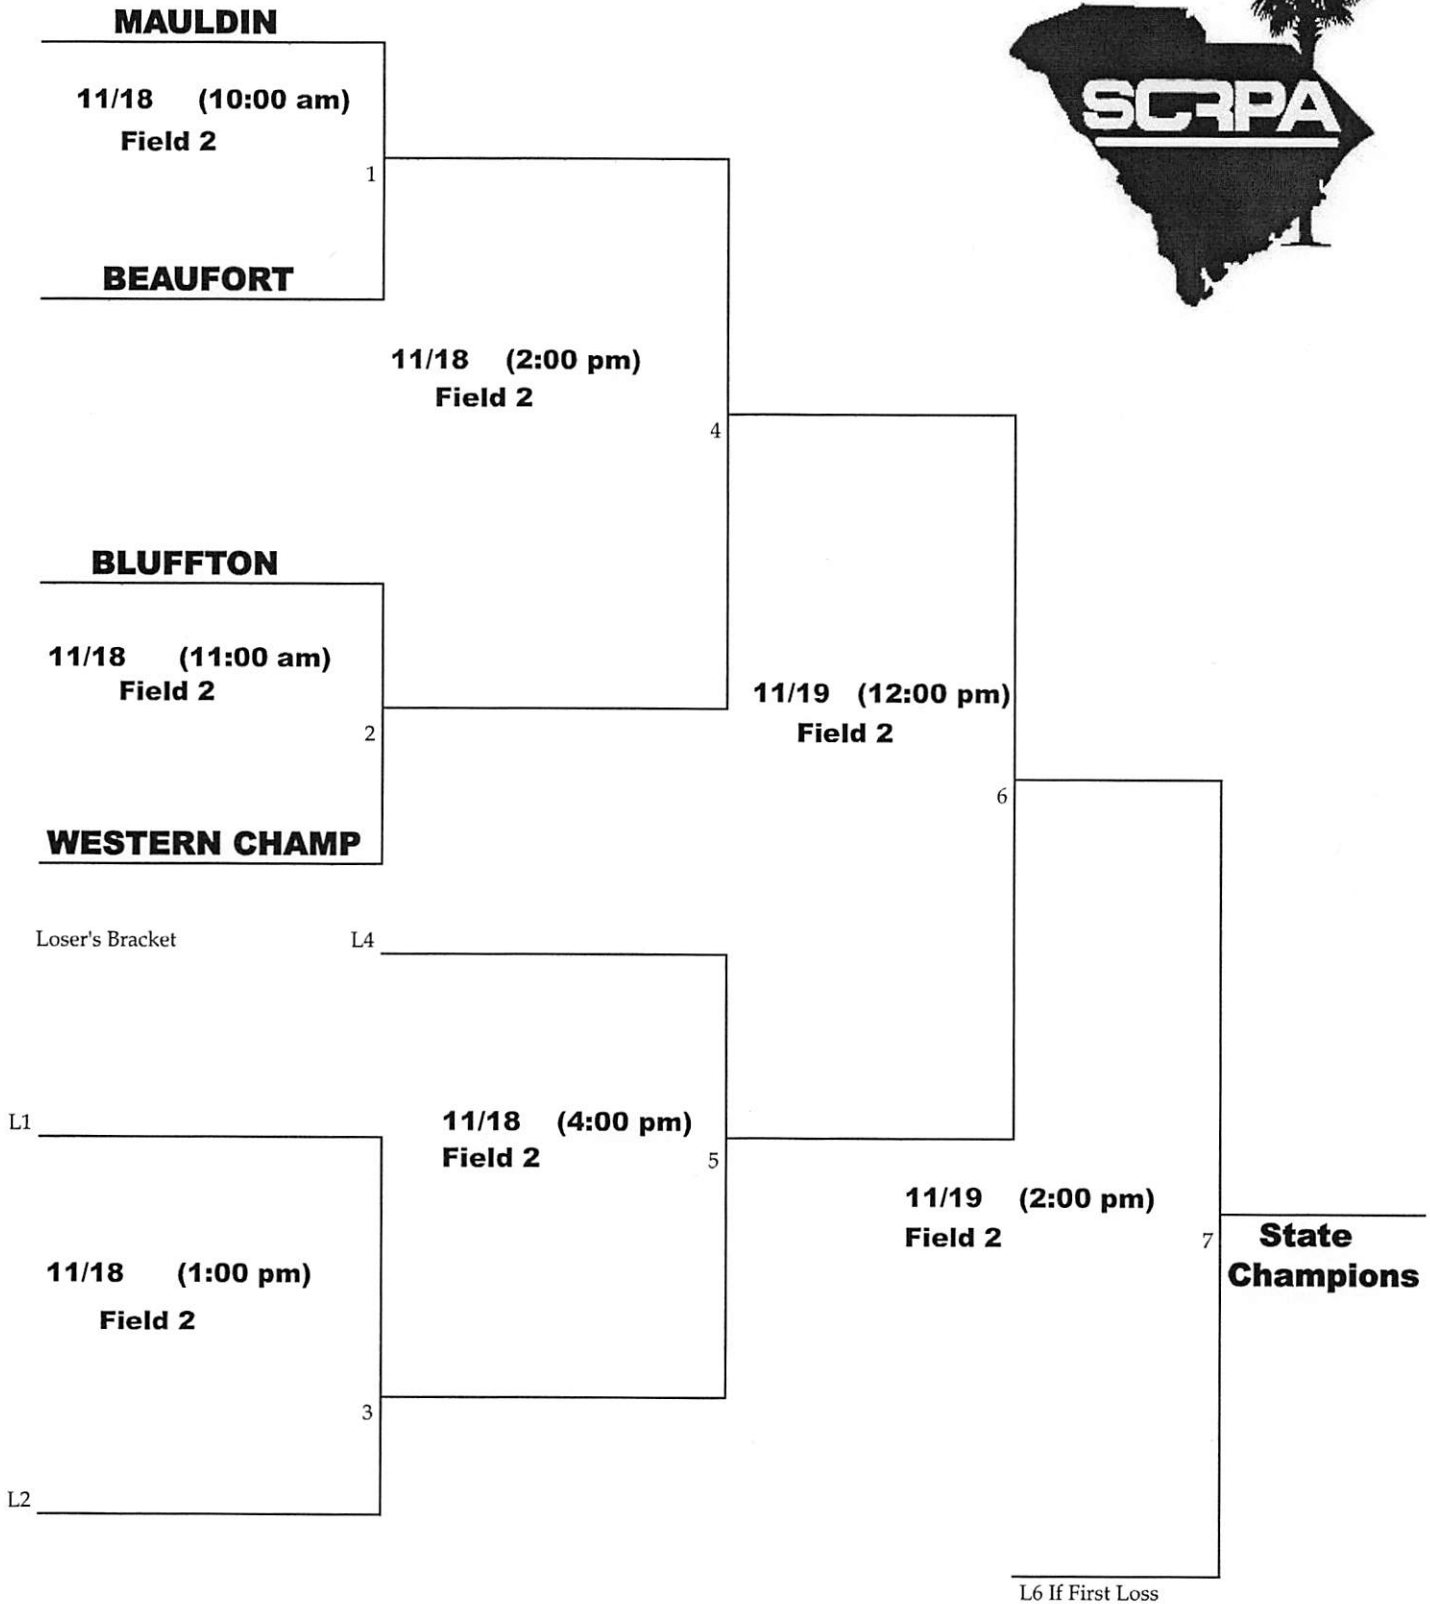 MAULDIN
11/18 (10:00 am)
Field 2
1
BEAUFORT
SCRPA
11/18 (2:00 pm)
Field 2
4
BLUFFTON
11/18 (11:00 am)
Field 2
2
WESTERN CHAMP
11/19 (12:00 pm)
Field 2
6
Loser's Bracket
L4
L1
11/18 (4:00 pm)
Field 2
5
11/18 (1:00 pm)
Field 2
3
L2
11/19 (2:00 pm)
Field 2
7
State
Champions
L6 If First Loss